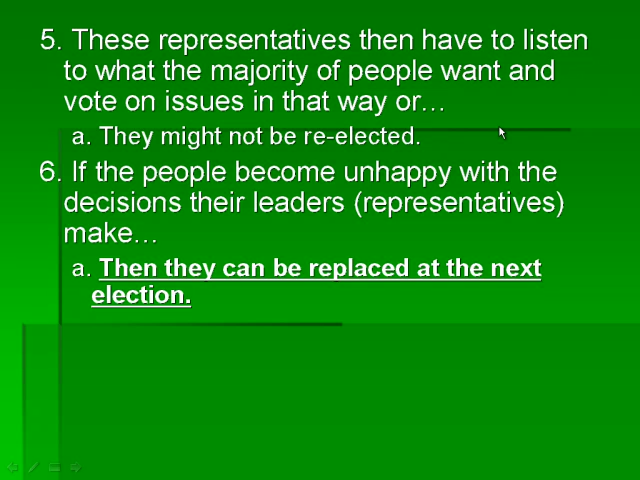 5. These representatives then have to listen
to what the majority of people want and
vote on issues in that way or…
a. They might not be re-elected.
6. If the people become unhappy with the
decisions their leaders (representatives)
make…
a. Then they can be replaced at the next
election.